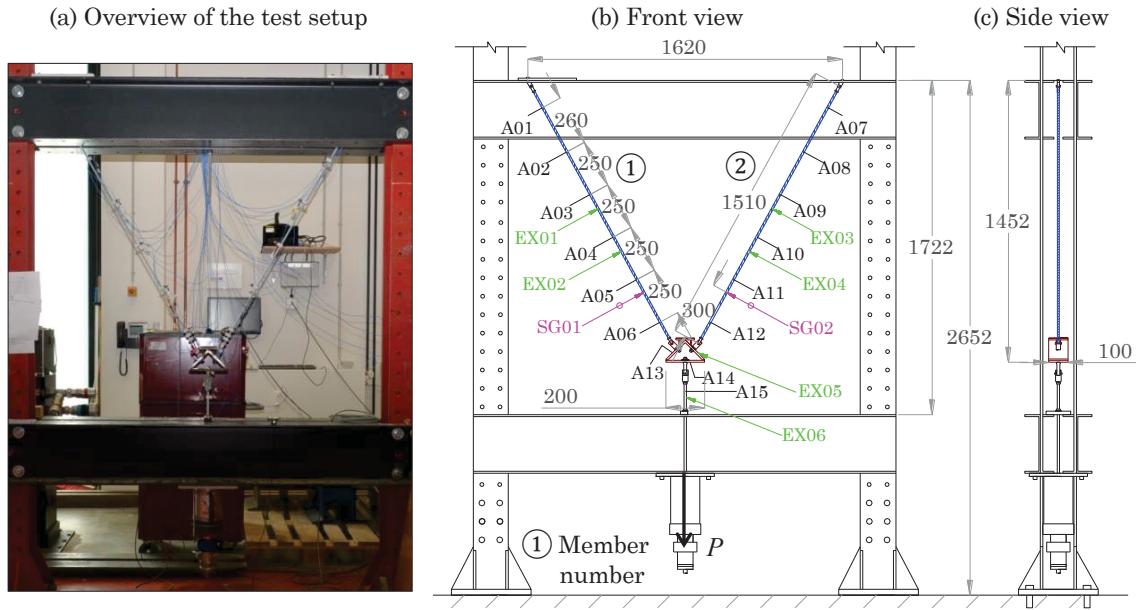 (a) Overview of the test setup
(b) Front view
(c) Side view
1620
A01
260
A02
250
1
A03
250
EX01
A04
250
EX02
A05
250
SG01
A06
300
A13
200
A14
A15
EX05
EX06
2
1510
A07
A08
A09
EX03
A10
EX04
A11
SG02
A12
1722
2652
1452
100
P
1 Member
number